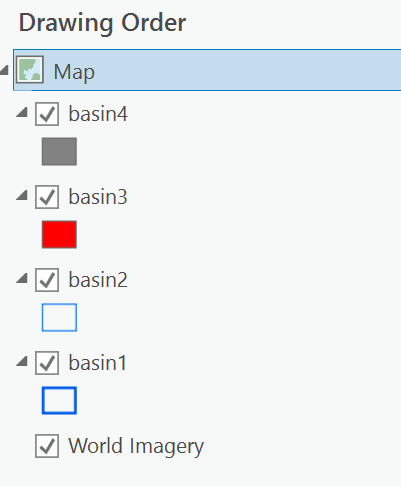 Drawing Order
Map
basin4
basin3
basin2
basin1
World Imagery